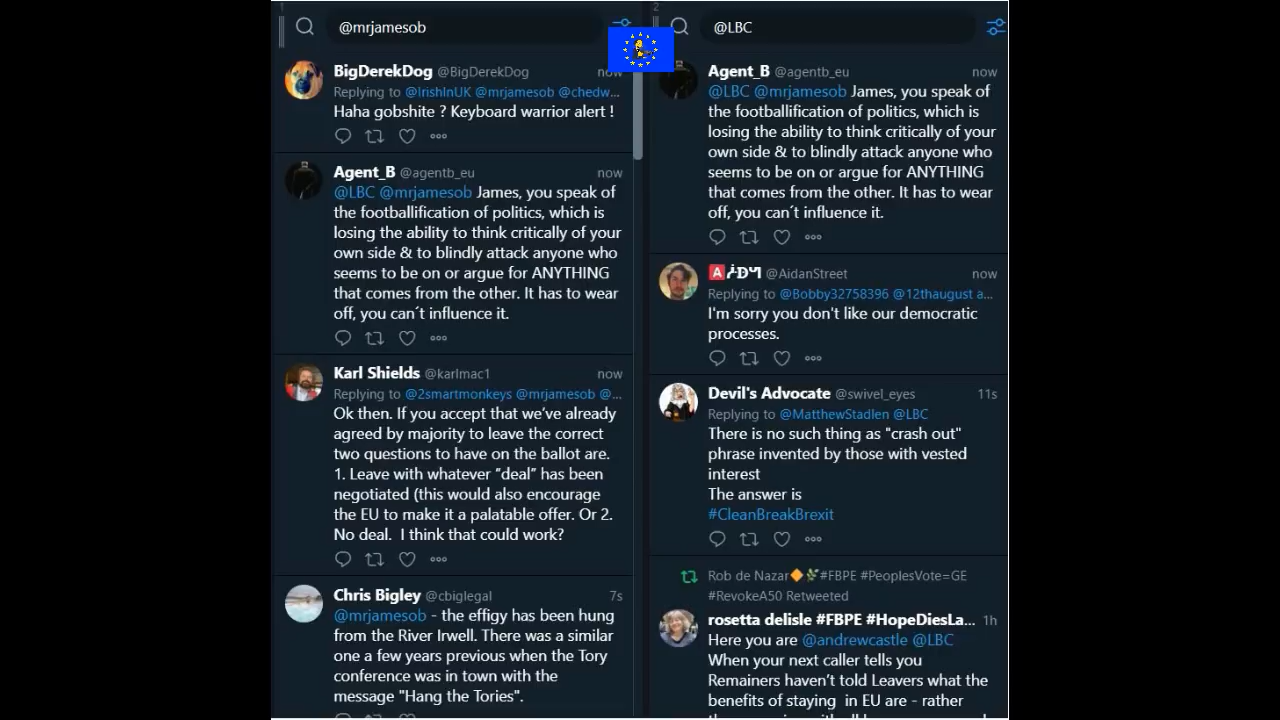 1
@mrjamesob
BigDerekDog @BigDerekDog now
Replying to @IrishInUK @mrjamesob @chedw...
Haha gobshite ? Keyboard warrior alert !
Agent_B @agentb_eu now
@LBC @mrjamesob James, you speak of
the footballification of politics, which is
losing the ability to think critically of your
own side & to blindly attack anyone who
seems to be on or argue for ANYTHING
that comes from the other. It has to wear
off, you can´t influence it.
Karl Shields @karlmac1 now
Replying to @2smartmonkeys @mrjamesob @...
Ok then. If you accept that we’ve already
agreed by majority to leave the correct
two questions to have on the ballot are.
1. Leave with whatever “deal” has been
negotiated (this would also encourage
the EU to make it a palatable offer. Or 2.
No deal.  I think that could work?
Chris Bigley @cbiglegal 7s
@mrjamesob - the effigy has been hung
from the River Irwell. There was a similar
one a few years previous when the Tory
conference was in town with the
message "Hang the Tories".
2
@LBC
Agent_B @agentb_eu now
@LBC @mrjamesob James, you speak of
the footballification of politics, which is
losing the ability to think critically of your
own side & to blindly attack anyone who
seems to be on or argue for ANYTHING
that comes from the other. It has to wear
off, you can´t influence it.
@AidanStreet now
Replying to @Bobby32758396 @12thaugust a...
I'm sorry you don't like our democratic
processes.
Devil's Advocate @swivel_eyes 11s
Replying to @MatthewStadlen @LBC
There is no such thing as "crash out"
phrase invented by those with vested
interest
The answer is
#CleanBreakBrexit
Rob de Nazar🔶🌿#FBPE #PeoplesVote=GE
#RevokeA50 Retweeted
rosetta delisle #FBPE #HopeDiesLa... 1h
Here you are @andrewcastle @LBC
When your next caller tells you
Remainers haven’t told Leavers what the
benefits of staying  in EU are - rather